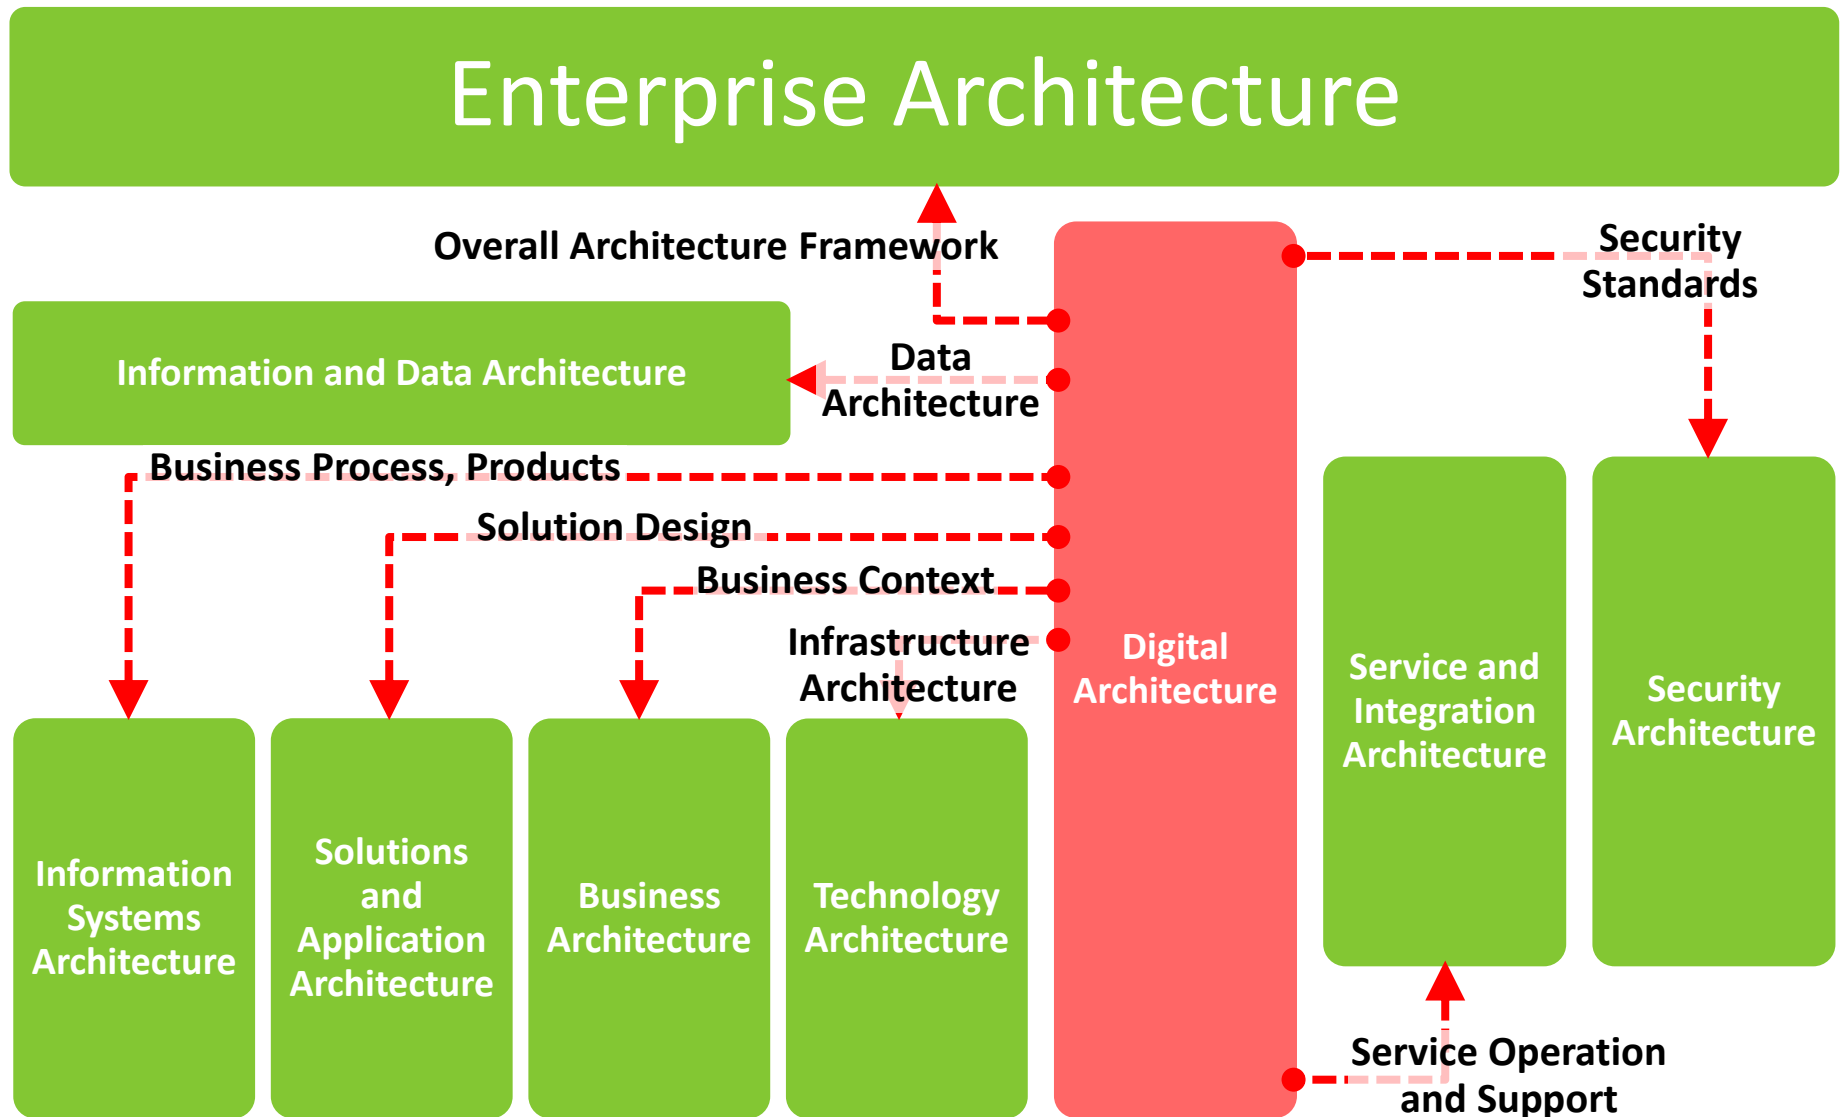 Enterprise Architecture
Overall Architecture Framework
Security
Standards
Information and Data Architecture
Data
Architecture
Business Process, Products
Solution Design
Business Context
Infrastructure
Architecture
Digital
Architecture
Service and
Integration
Architecture
Security
Architecture
Information
Systems
Architecture
Solutions
and
Application
Architecture
Business
Architecture
Technology
Architecture
Service Operation
and Support